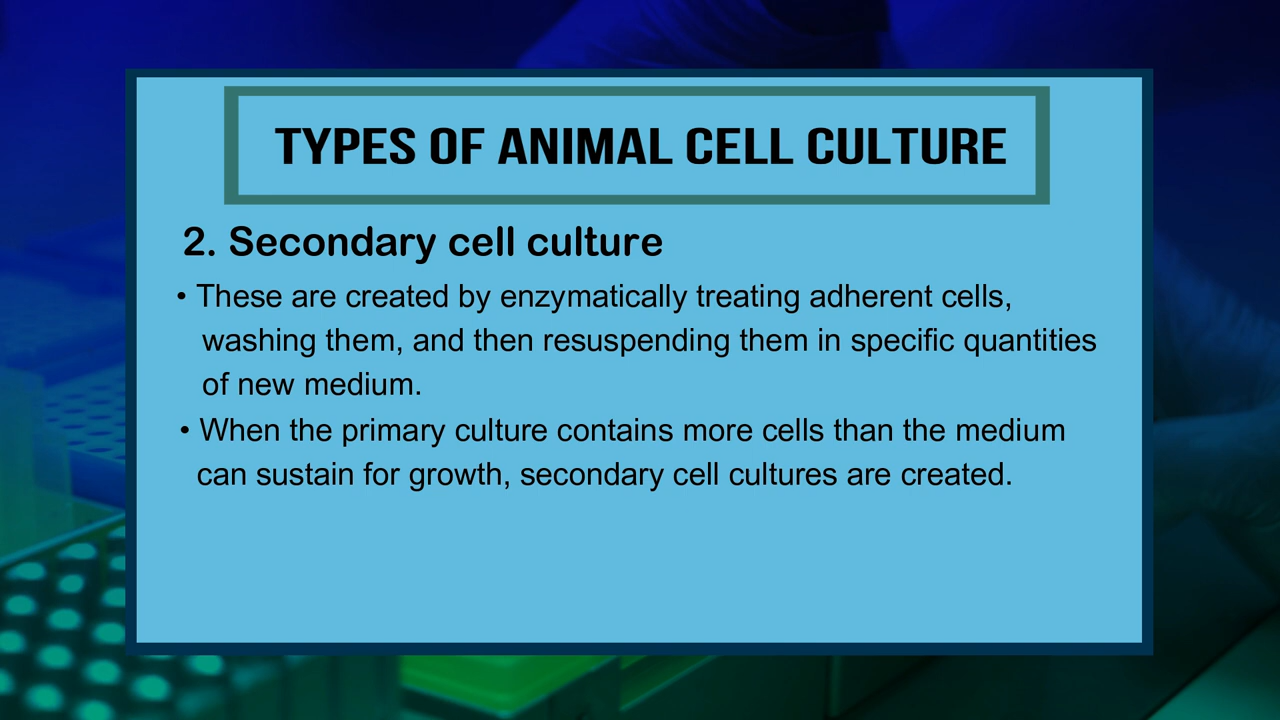 TYPES OF ANIMAL CELL CULTURE
2. Secondary cell culture
• These are created by enzymatically treating adherent cells,
washing them, and then resuspending them in specific quantities
of new medium.
• When the primary culture contains more cells than the medium
can sustain for growth, secondary cell cultures are created.